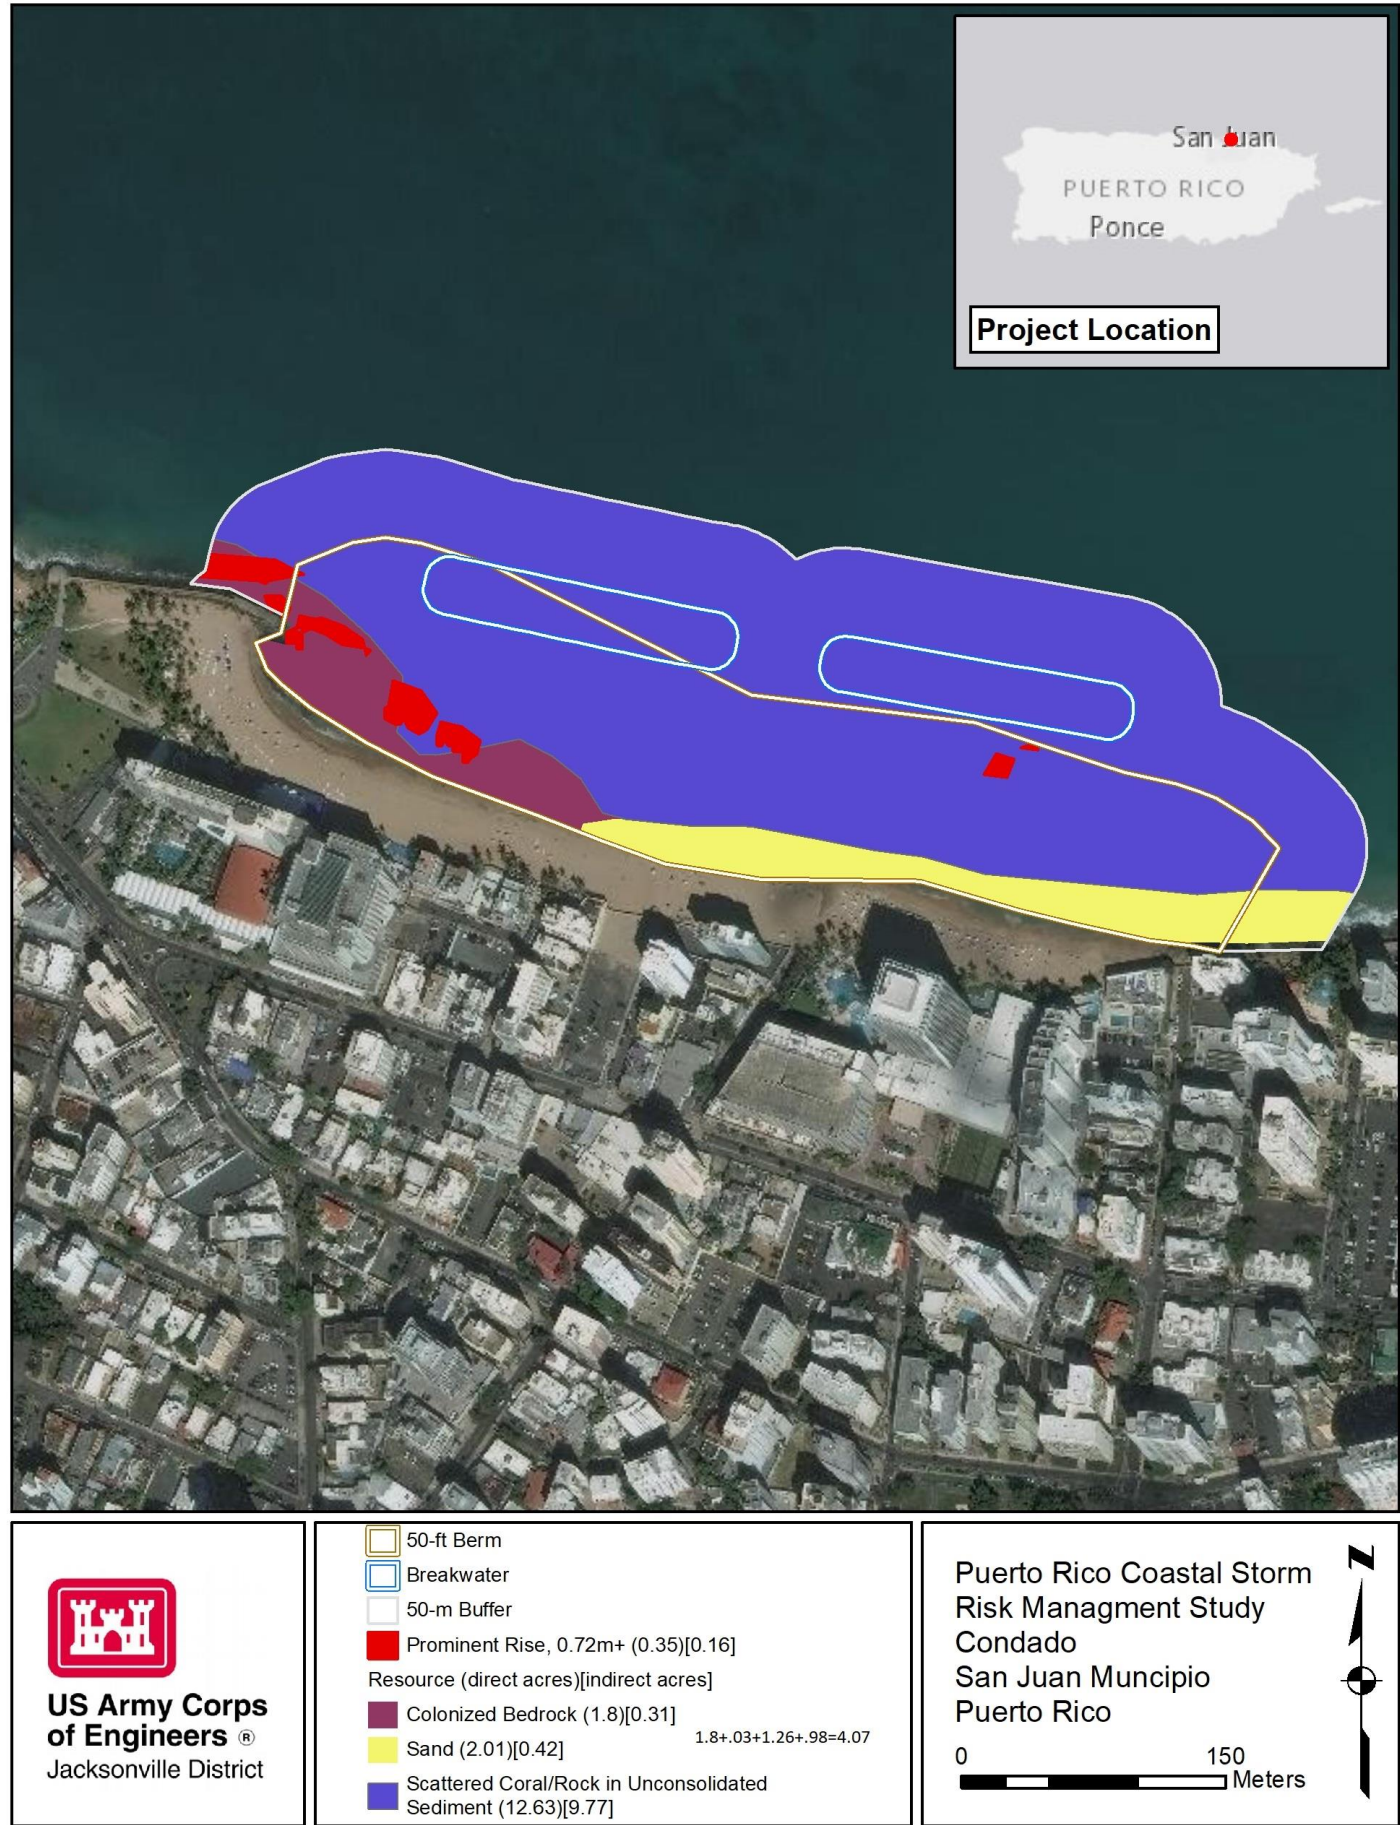 San Juan
PUERTO RICO
Ponce
Project Location
US Army Corps
of Engineers ®
Jacksonville District
50-ft Berm
Breakwater
50-m Buffer
Prominent Rise, 0.72m+ (0.35)[0.16]
Resource (direct acres)[indirect acres]
Colonized Bedrock (1.8)[0.31]
1.8+.03+1.26+.98=4.07
Sand (2.01)[0.42]
Scattered Coral/Rock in Unconsolidated
Sediment (12.63)[9.77]
Puerto Rico Coastal Storm
Risk Managment Study
Condado
San Juan Muncipio
Puerto Rico
N
0 150
Meters